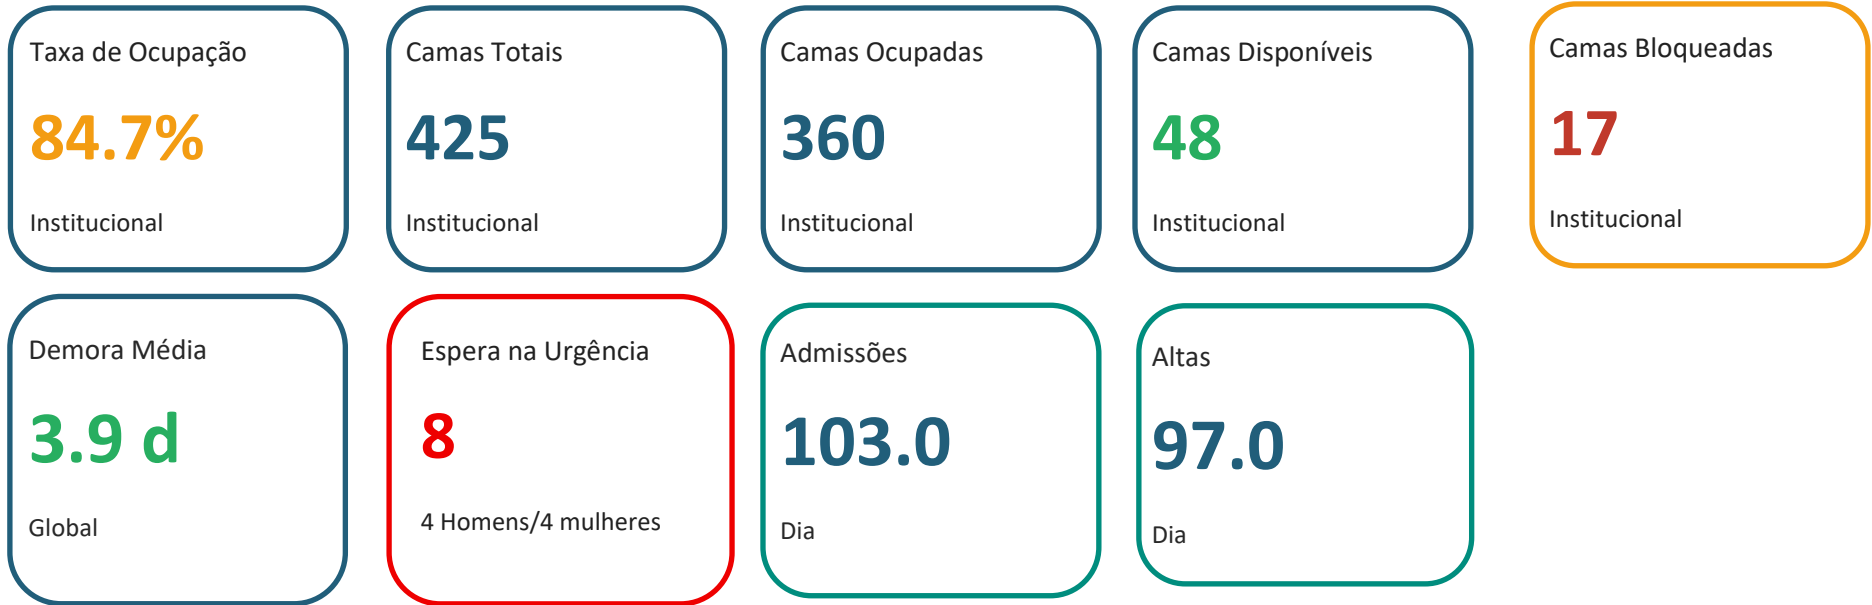 Taxa de Ocupação
84.7%
Institucional
Camas Totais
425
Institucional
Camas Ocupadas
360
Institucional
Camas Disponíveis
48
Institucional
Camas Bloqueadas
17
Institucional
Demora Média
3.9 d
Global
Espera na Urgência
8
4 Homens/4 mulheres
Admissões
103.0
Dia
Altas
97.0
Dia